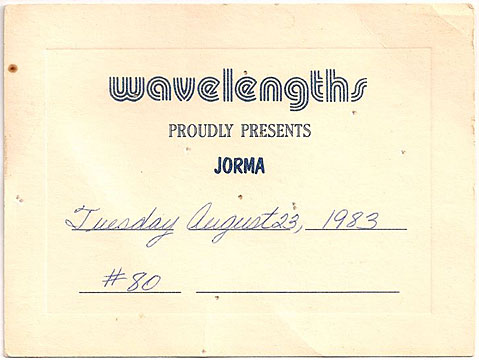 wavelengths
PROUDLY PRESENTS
JORMA
Tuesday August 23, 1983
#80